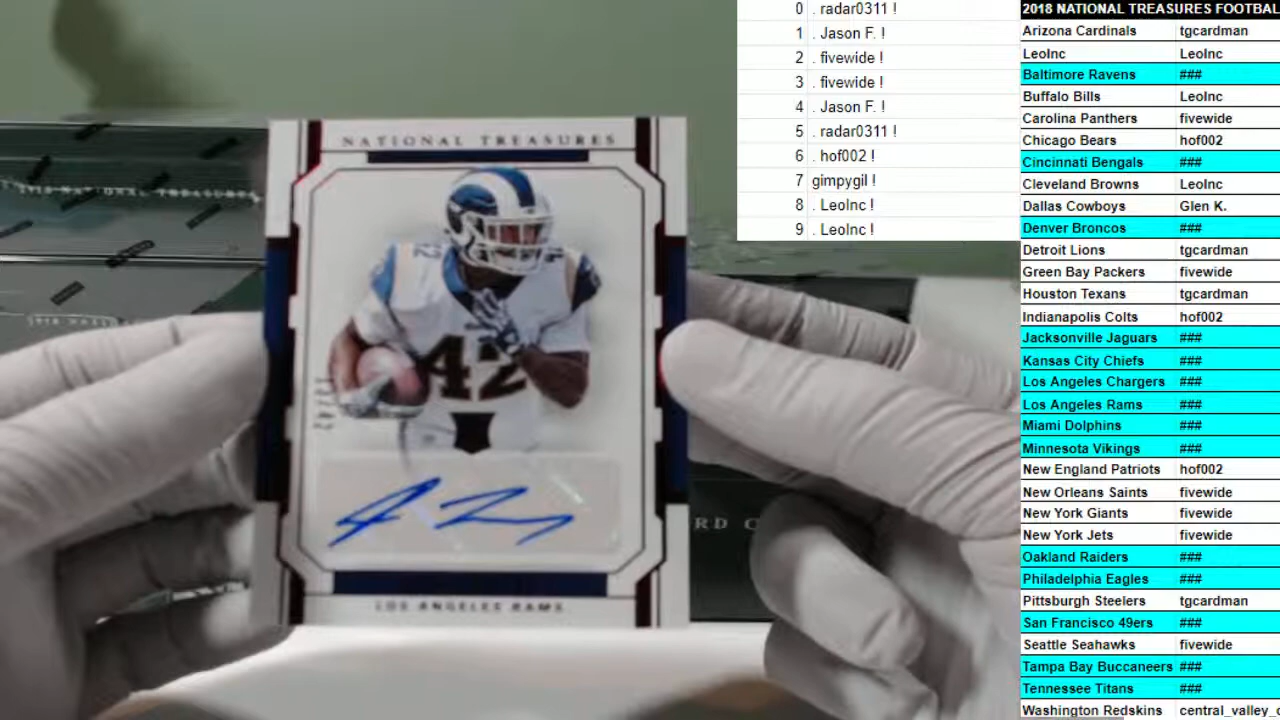 0 . radar0311 !
1 . Jason F. !
2 . fivewide !
3 . fivewide !
4 . Jason F. !
5 . radar0311 !
6 . hof002 !
7 gimpygil !
8 . LeoInc !
9 . LeoInc !
2018 NATIONAL TREASURES FOOTBAL
Arizona Cardinals tgcardman
LeoInc LeoInc
Baltimore Ravens ###
Buffalo Bills LeoInc
Carolina Panthers fivewide
Chicago Bears hof002
Cincinnati Bengals ###
Cleveland Browns LeoInc
Dallas Cowboys Glen K.
Denver Broncos ###
Detroit Lions tgcardman
Green Bay Packers fivewide
Houston Texans tgcardman
Indianapolis Colts hof002
Jacksonville Jaguars ###
Kansas City Chiefs ###
Los Angeles Chargers ###
Los Angeles Rams ###
Miami Dolphins ###
Minnesota Vikings ###
New England Patriots hof002
New Orleans Saints fivewide
New York Giants fivewide
New York Jets fivewide
Oakland Raiders ###
Philadelphia Eagles ###
Pittsburgh Steelers tgcardman
San Francisco 49ers ###
Seattle Seahawks fivewide
Tampa Bay Buccaneers ###
Tennessee Titans ###
Washington Redskins central_valley_c
NATIONAL TREASURES
42
42
LOS ANGELES RAMS
2018 NATIONAL TREASURES
RD C